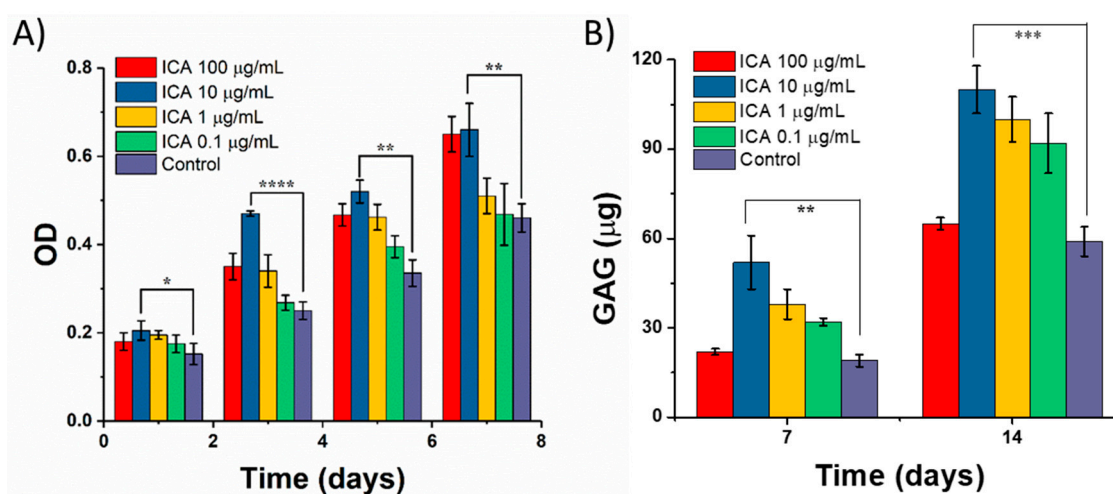 A)
ICA 100 μg/mL
ICA 10 μg/mL
ICA 1 μg/mL
ICA 0.1 μg/mL
Control
0.8
0.6
0.4
0.2
0.0
OD
*
****
**
**
0 2 4 6 8
Time (days)
B)
ICA 100 μg/mL
ICA 10 μg/mL
ICA 1 μg/mL
ICA 0.1 μg/mL
Control
120
90
60
30
0
GAG (μg)
**
***
7 14
Time (days)